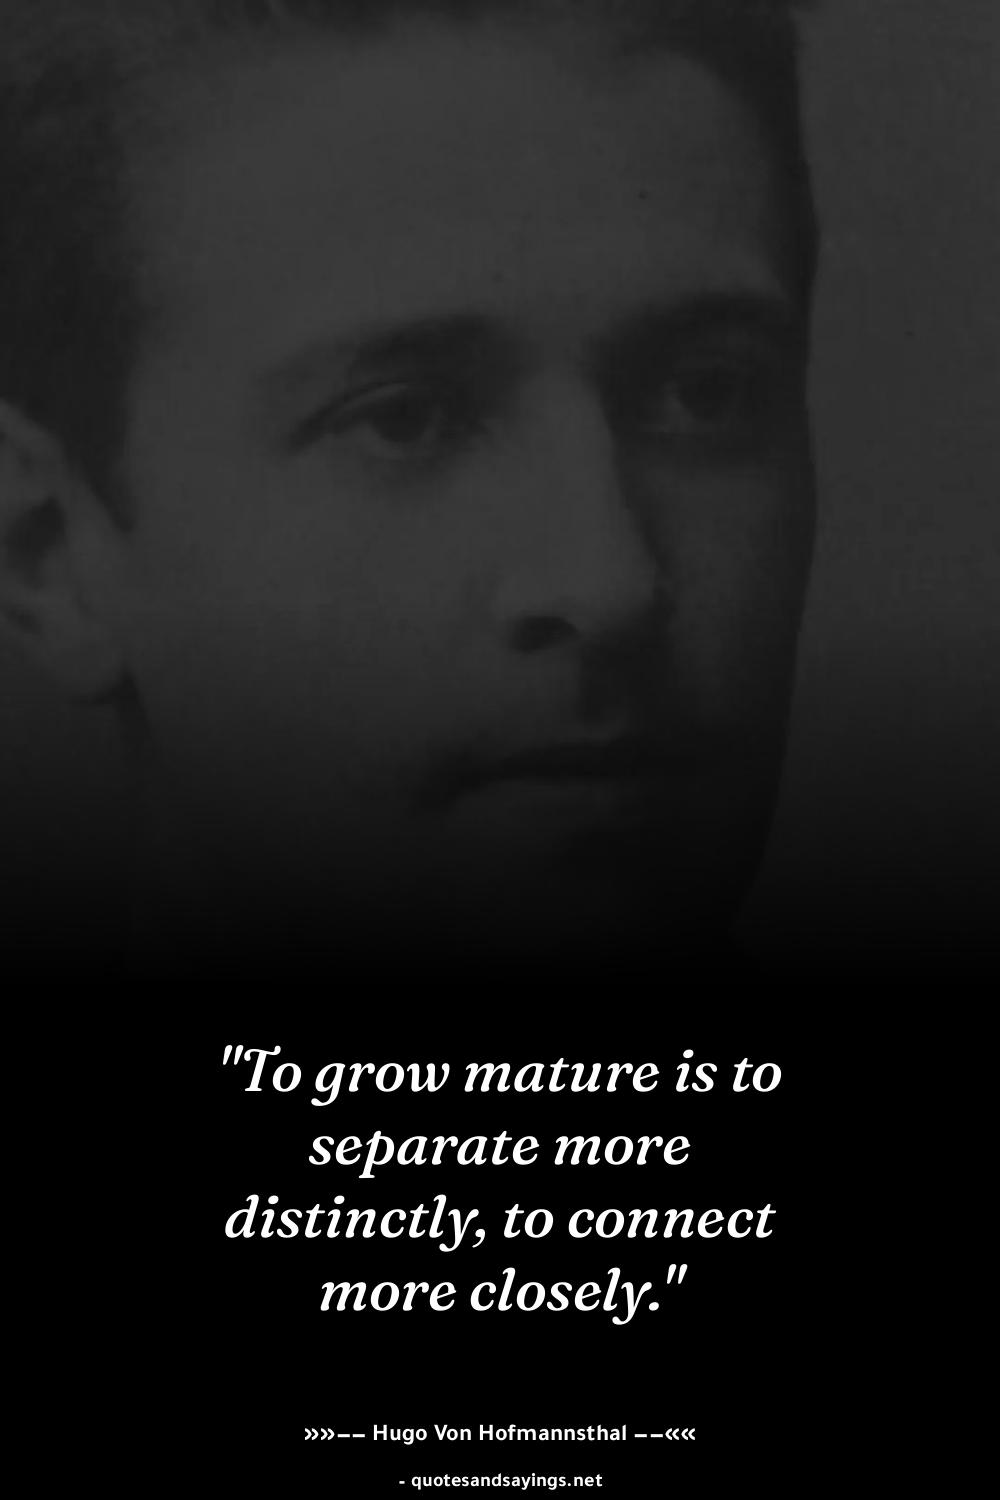 "To grow mature is to
separate more
distinctly, to connect
more closely."
»»−− Hugo Von Hofmannsthal −−««
- quotesandsayings.net